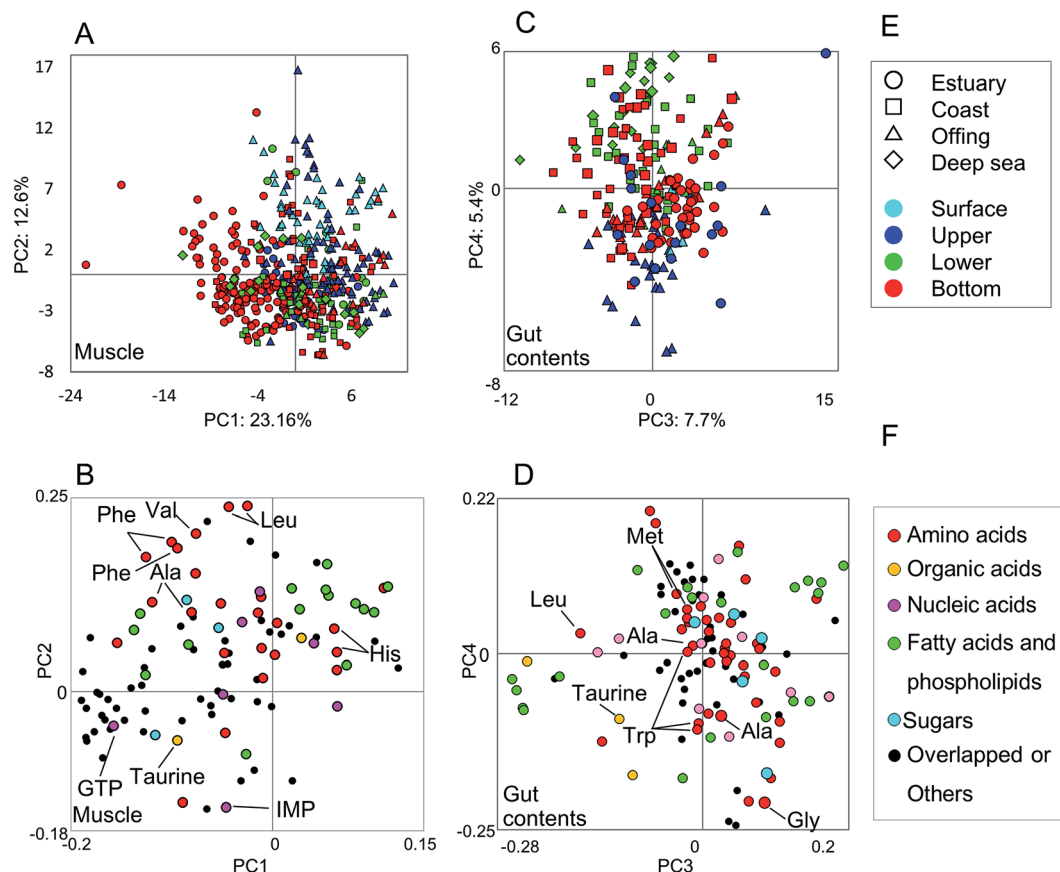 A
17
12
7
2
-3
-8
PC2: 12.6%
Muscle
-24
-14
-4
6
PC1: 23.16%
C
6
0
-8
PC4: 5.4%
Gut
contents
-12
0
15
PC3: 7.7%
E
Estuary
Coast
Offing
Deep sea
Surface
Upper
Lower
Bottom
B
0.25
0
-0.18
PC2
Phe
Val
Leu
Phe
Ala
His
GTP
Taurine
Muscle
IMP
-0.2
0
0.15
PC1
D
0.22
0
-0.25
PC4
Met
Leu
Ala
Taurine
Trp
Ala
Gut
contents
Gly
-0.28
0
0.2
PC3
F
Amino acids
Organic acids
Nucleic acids
Fatty acids and
phospholipids
Sugars
Overlapped or
Others